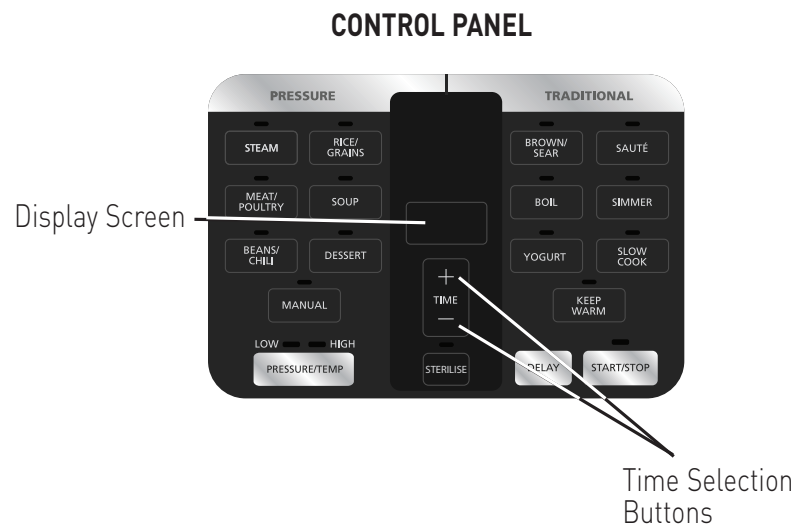 CONTROL PANEL
PRESSURE
TRADITIONAL
STEAM
RICE/
GRAINS
BROWN/
SEAR
SAUTÉ
MEAT/
POULTRY
SOUP
BOIL
SIMMER
Display Screen
BEANS/
CHILI
DESSERT
YOGURT
SLOW
COOK
+
TIME
—
MANUAL
KEEP
WARM
LOW
HIGH
PRESSURE/TEMP
STERILISE
DELAY
START/STOP
Time Selection
Buttons